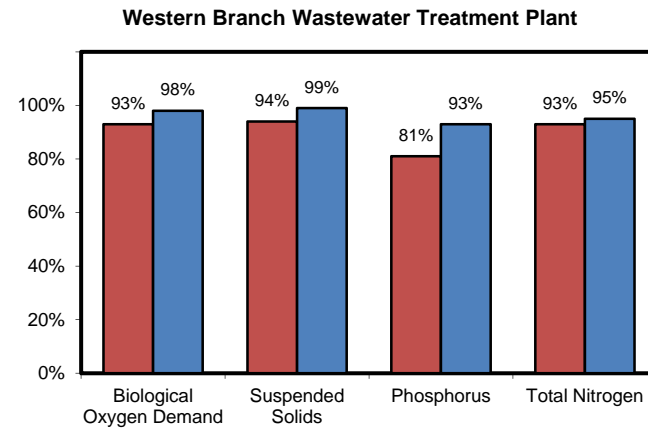 Western Branch Wastewater Treatment Plant
93%
98%
94%
99%
81%
93%
93%
95%
100%
80%
60%
40%
20%
0%
Biological
Oxygen Demand
Suspended
Solids
Phosphorus
Total Nitrogen